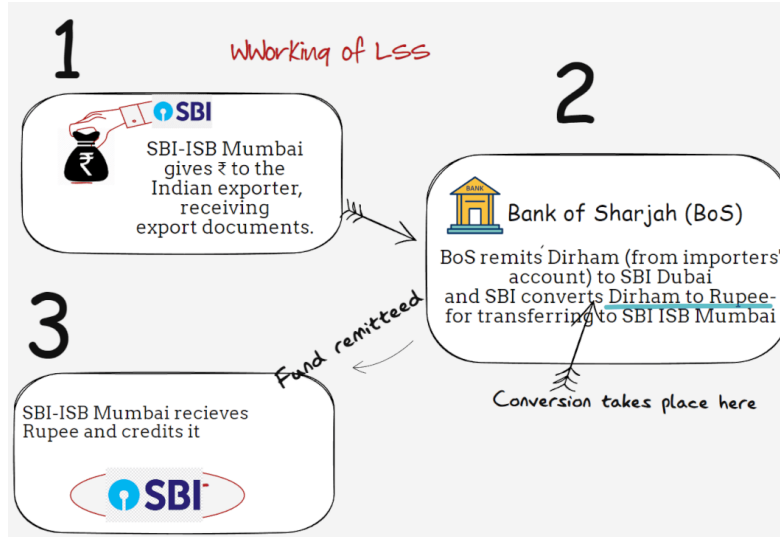 WWorking of LSS
1
SBI
₹
SBI-ISB Mumbai
gives ₹ to the
Indian exporter,
receiving
export documents.
2
BANK
Bank of Sharjah (BoS)
BoS remits Dirham (from importers'
account) to SBI Dubai
and SBI converts Dirham to Rupee-
for transferring to SBI ISB Mumbai
Conversion takes place here
Fund remitteed
3
SBI-ISB Mumbai recieves
Rupee and credits it
SBI